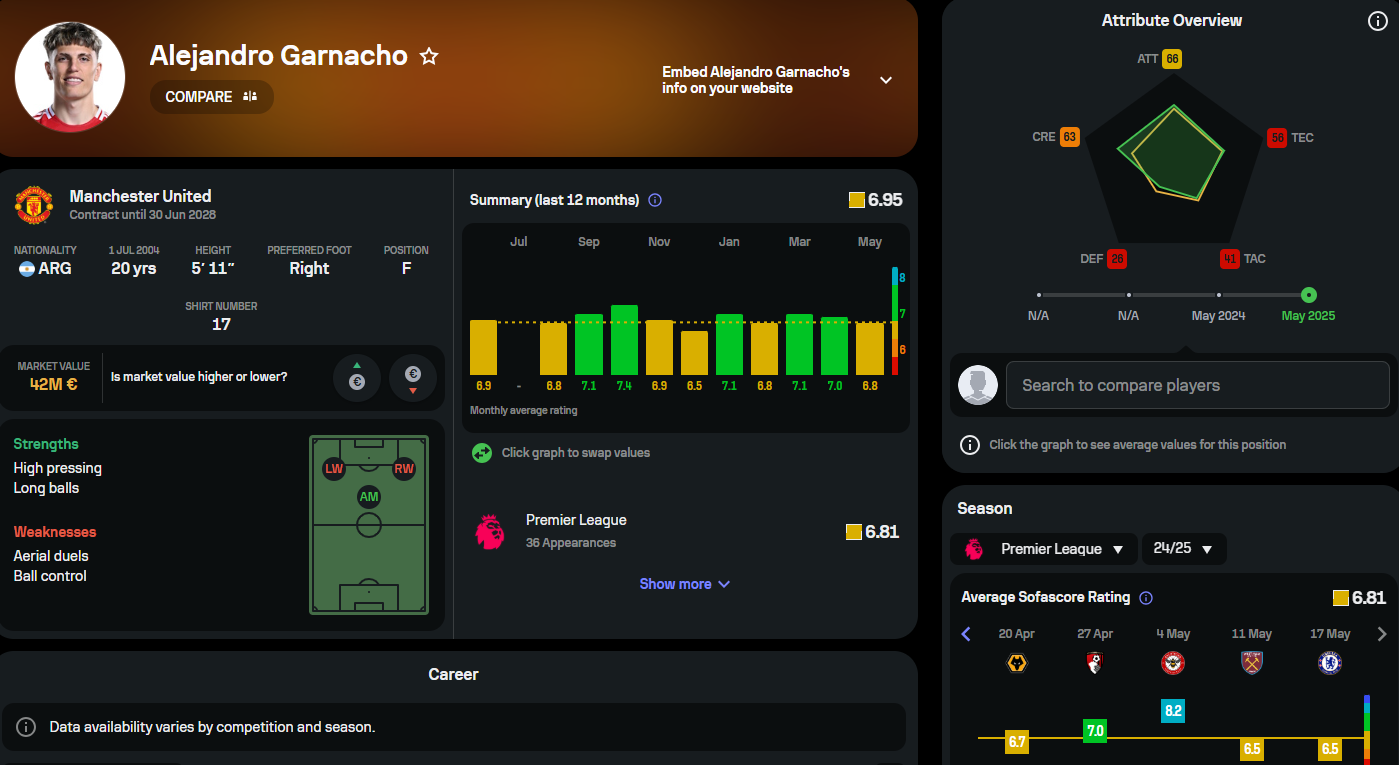 Alejandro Garnacho
COMPARE
Embed Alejandro Garnacho's
info on your website
Manchester United
Contract until 30 Jun 2028
NATIONALITY
ARG
1 JUL 2004
20 yrs
HEIGHT
5′ 11″
PREFERRED FOOT
Right
POSITION
F
SHIRT NUMBER
17
MARKET VALUE
42M €
Is market value higher or lower?
€
€
Strengths
High pressing
Long balls
Weaknesses
Aerial duels
Ball control
LW
RW
AM
Summary (last 12 months)
6.95
Jul Sep Nov Jan Mar May
8
7
6
6.9 - 6.8 7.1 7.4 6.9 6.5 7.1 6.8 7.1 7.0 6.8
Monthly average rating
Click graph to swap values
Premier League
36 Appearances
6.81
Show more
Career
Data availability varies by competition and season.
Attribute Overview
ATT 66
CRE 63
56 TEC
DEF 26
41 TAC
N/A N/A May 2024 May 2025
Search to compare players
Click the graph to see average values for this position
Season
Premier League
24/25
Average Sofascore Rating
6.81
20 Apr 27 Apr 4 May 11 May 17 May
6.7 7.0 8.2 6.5 6.5